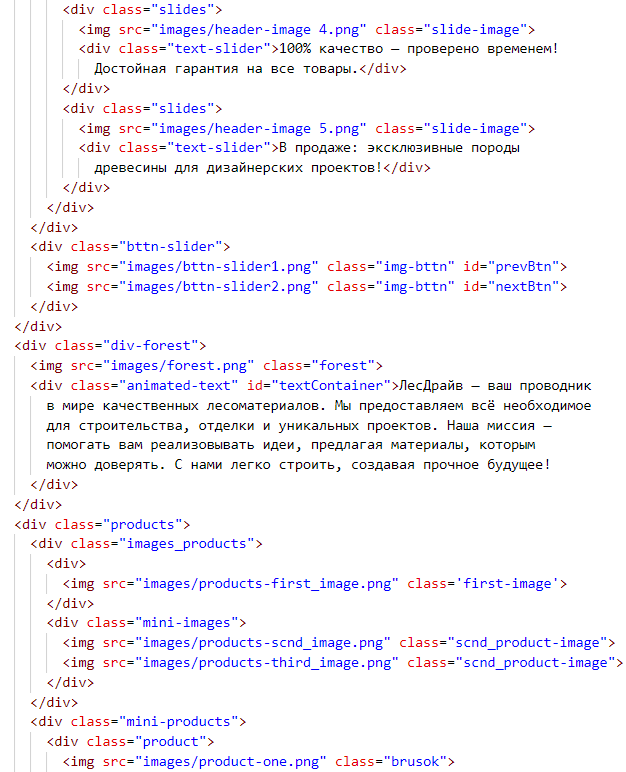 <div class="slides">
<img src="images/header-image 4.png" class="slide-image">
<div class="text-slider">100% качество — проверено временем!
Достойная гарантия на все товары.</div>
</div>
<div class="slides">
<img src="images/header-image 5.png" class="slide-image">
<div class="text-slider">В продаже: эксклюзивные породы
древесины для дизайнерских проектов!</div>
</div>
</div>
</div>
<div class="bttn-slider">
<img src="images/bttn-slider1.png" class="img-bttn" id="prevBtn">
<img src="images/bttn-slider2.png" class="img-bttn" id="nextBtn">
</div>
</div>
<div class="div-forest">
<img src="images/forest.png" class="forest">
<div class="animated-text" id="textContainer">ЛесДрайв — ваш проводник
в мире качественных лесоматериалов. Мы предоставляем всё необходимое
для строительства, отделки и уникальных проектов. Наша миссия —
помогать вам реализовывать идеи, предлагая материалы, которым
можно доверять. С нами легко строить, создавая прочное будущее!
</div>
</div>
<div class="products">
<div class="images_products">
<div>
<img src="images/products-first_image.png" class='first-image'>
</div>
<div class="mini-images">
<img src="images/products-scnd_image.png" class="scnd_product-image">
<img src="images/products-third_image.png" class="scnd_product-image">
</div>
</div>
<div class="mini-products">
<div class="product">
<img src="images/product-one.png" class="brusok">